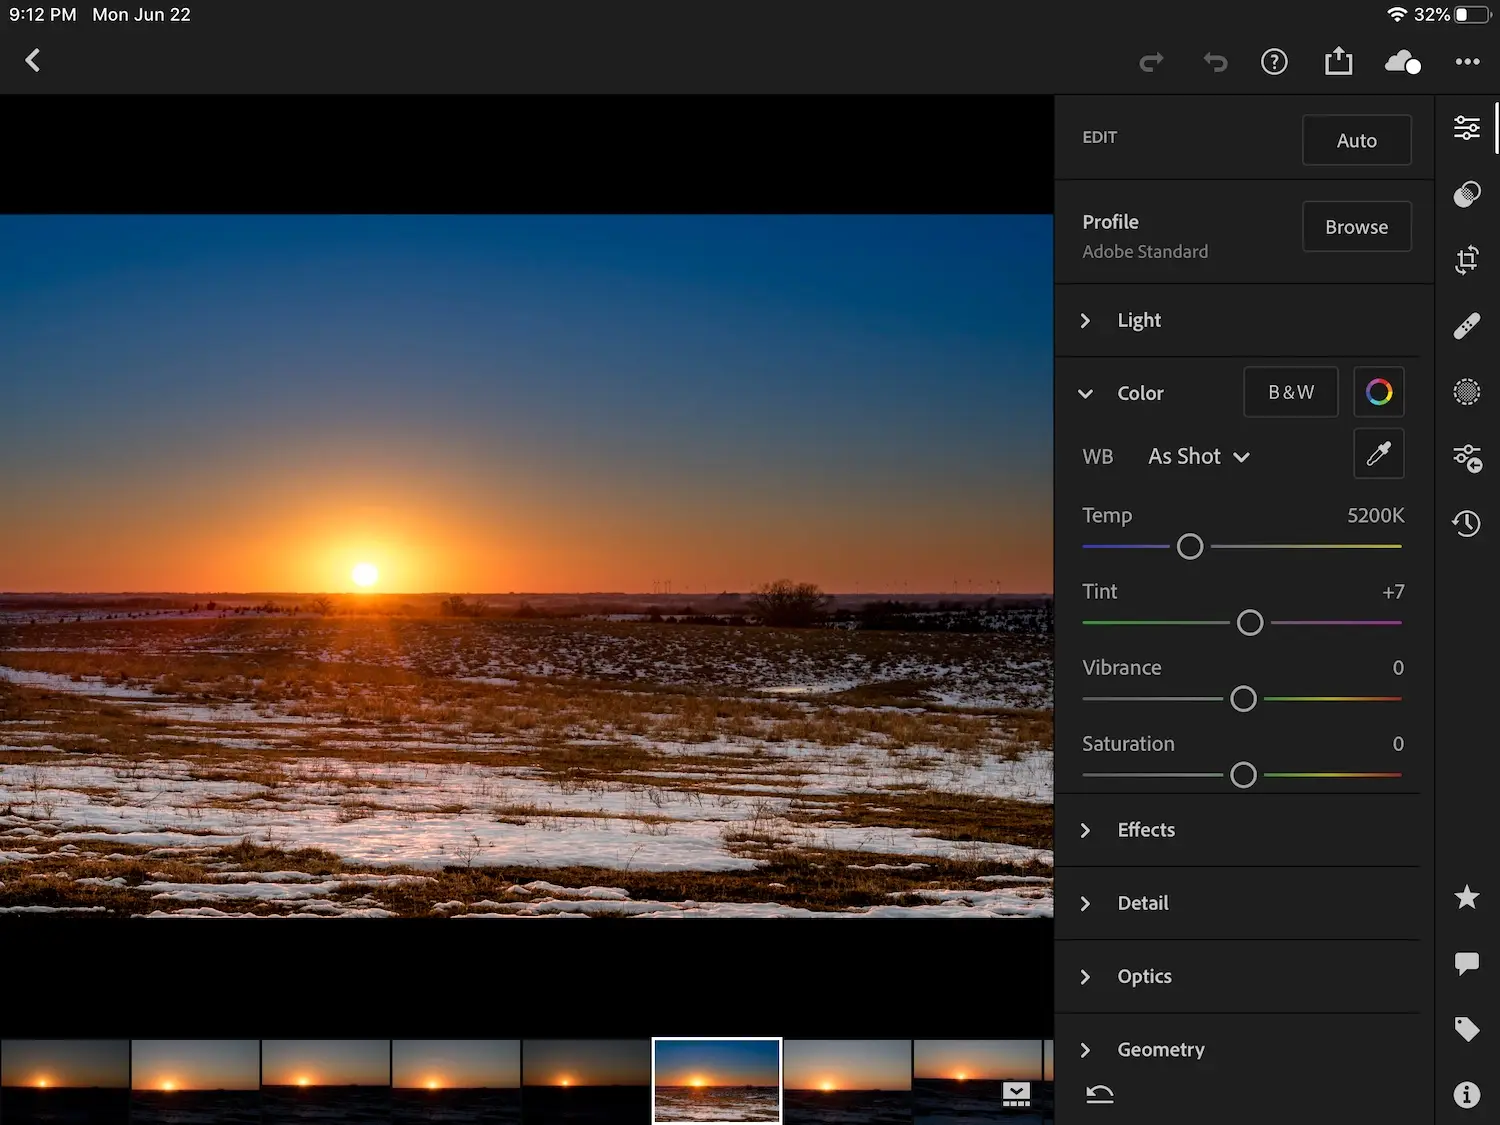 9:12 PM Mon Jun 22
32%
EDIT
Auto
Profile
Adobe Standard
Browse
Light
Color
B&W
WB
As Shot
Temp
5200K
Tint
+7
Vibrance
0
Saturation
0
Effects
Detail
Optics
Geometry